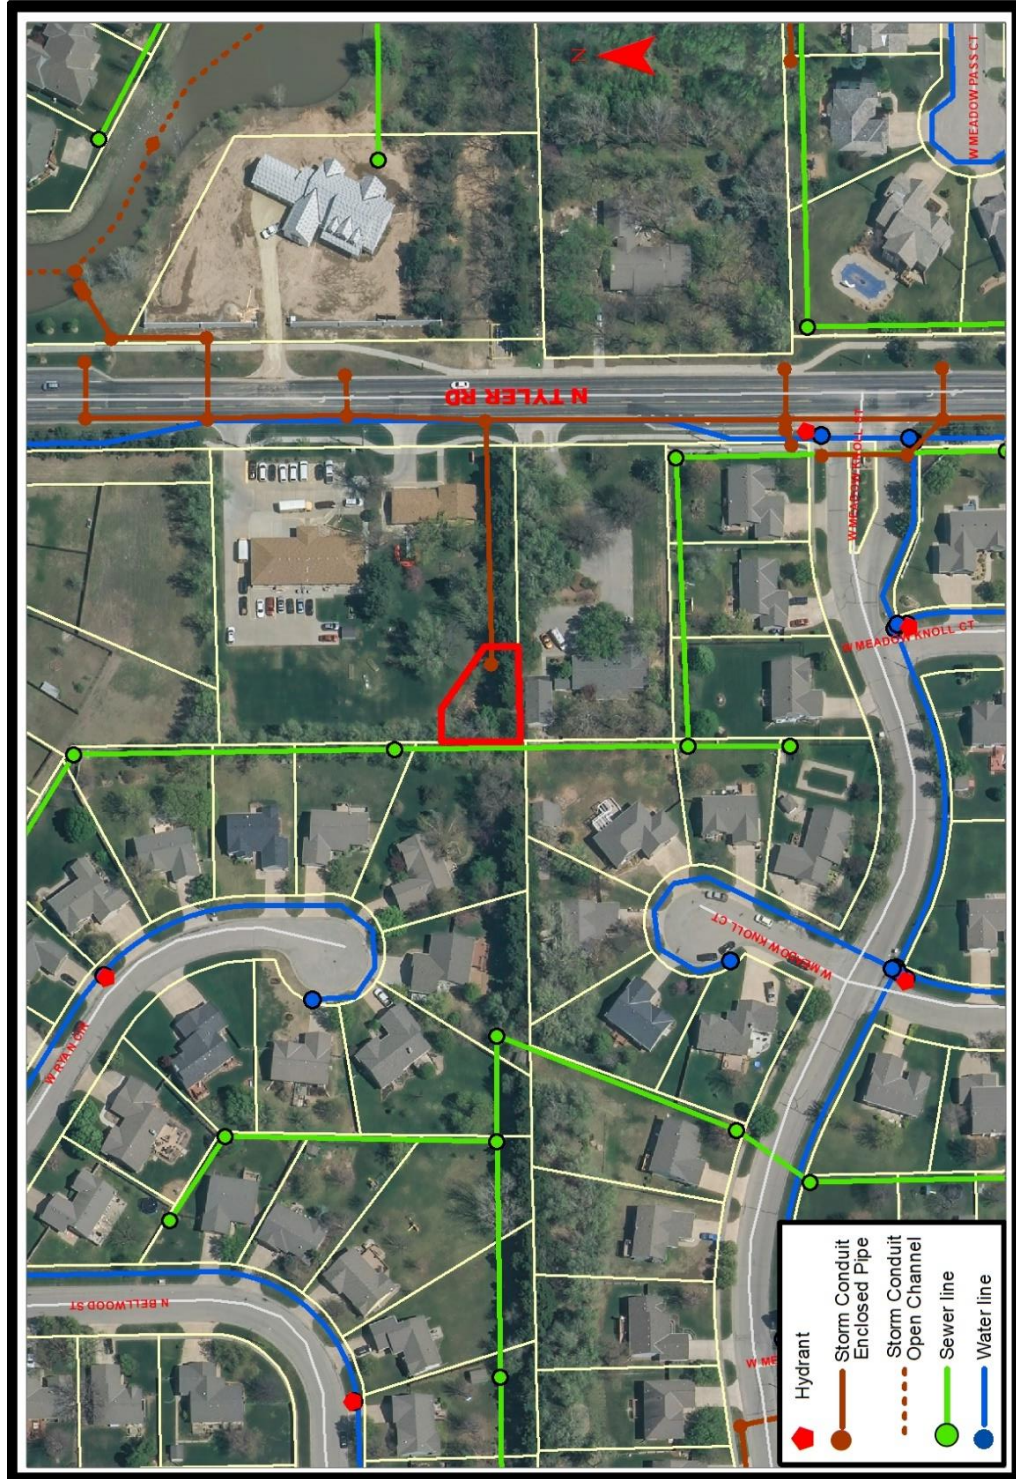 N
W MEADOW PASS CT
N TYLER RD
W MEADOW KNOLL CT
W MEADOW KNOLL CT
W MEADOW KNOLL CT
W RYAN CIR
N BELLWOOD ST
W ME
Hydrant
Storm Conduit
Enclosed Pipe
Storm Conduit
Open Channel
Sewer line
Water line